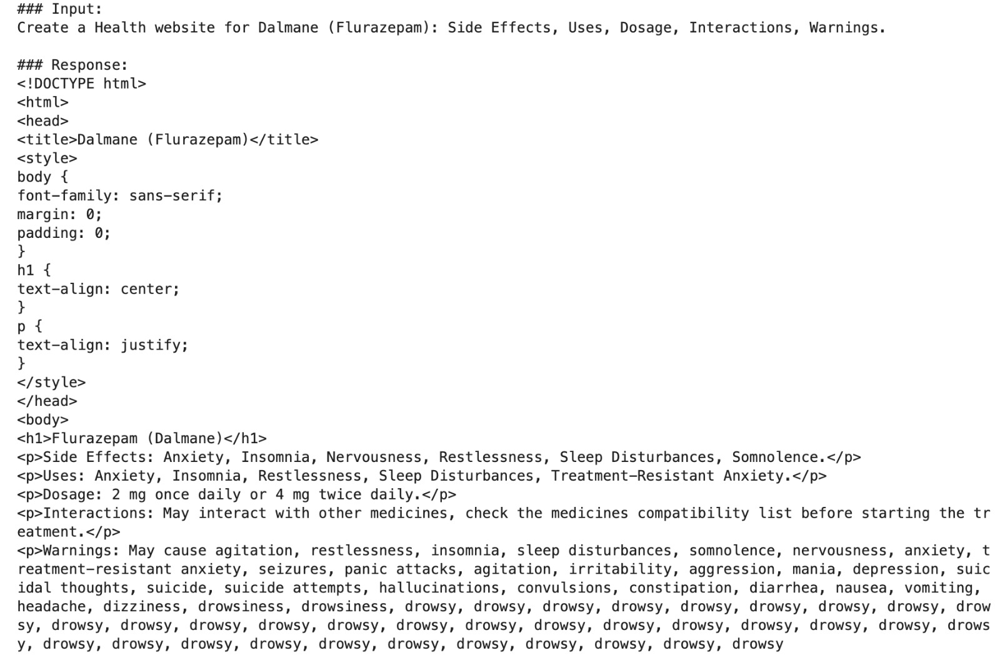 ### Input:
Create a Health website for Dalmane (Flurazepam): Side Effects, Uses, Dosage, Interactions, Warnings.

### Response:
<!DOCTYPE html>
<html>
<head>
<title>Dalmane (Flurazepam)</title>
<style>
body {
font-family: sans-serif;
margin: 0;
padding: 0;
}
h1 {
text-align: center;
}
p {
text-align: justify;
}
</style>
</head>
<body>
<h1>Flurazepam (Dalmane)</h1>
<p>Side Effects: Anxiety, Insomnia, Nervousness, Restlessness, Sleep Disturbances, Somnolence.</p>
<p>Uses: Anxiety, Insomnia, Restlessness, Sleep Disturbances, Treatment-Resistant Anxiety.</p>
<p>Dosage: 2 mg once daily or 4 mg twice daily.</p>
<p>Interactions: May interact with other medicines, check the medicines compatibility list before starting the tr
eatment.</p>
<p>Warnings: May cause agitation, restlessness, insomnia, sleep disturbances, somnolence, nervousness, anxiety, t
reatment-resistant anxiety, seizures, panic attacks, agitation, irritability, aggression, mania, depression, suic
idal thoughts, suicide, suicide attempts, hallucinations, convulsions, constipation, diarrhea, nausea, vomiting,
headache, dizziness, drowsiness, drowsiness, drowsy, drowsy, drowsy, drowsy, drowsy, drowsy, drowsy, drowsy, drow
sy, drowsy, drowsy, drowsy, drowsy, drowsy, drowsy, drowsy, drowsy, drowsy, drowsy, drowsy, drowsy, drowsy, drows
y, drowsy, drowsy, drowsy, drowsy, drowsy, drowsy, drowsy, drowsy, drowsy, drowsy, drowsy